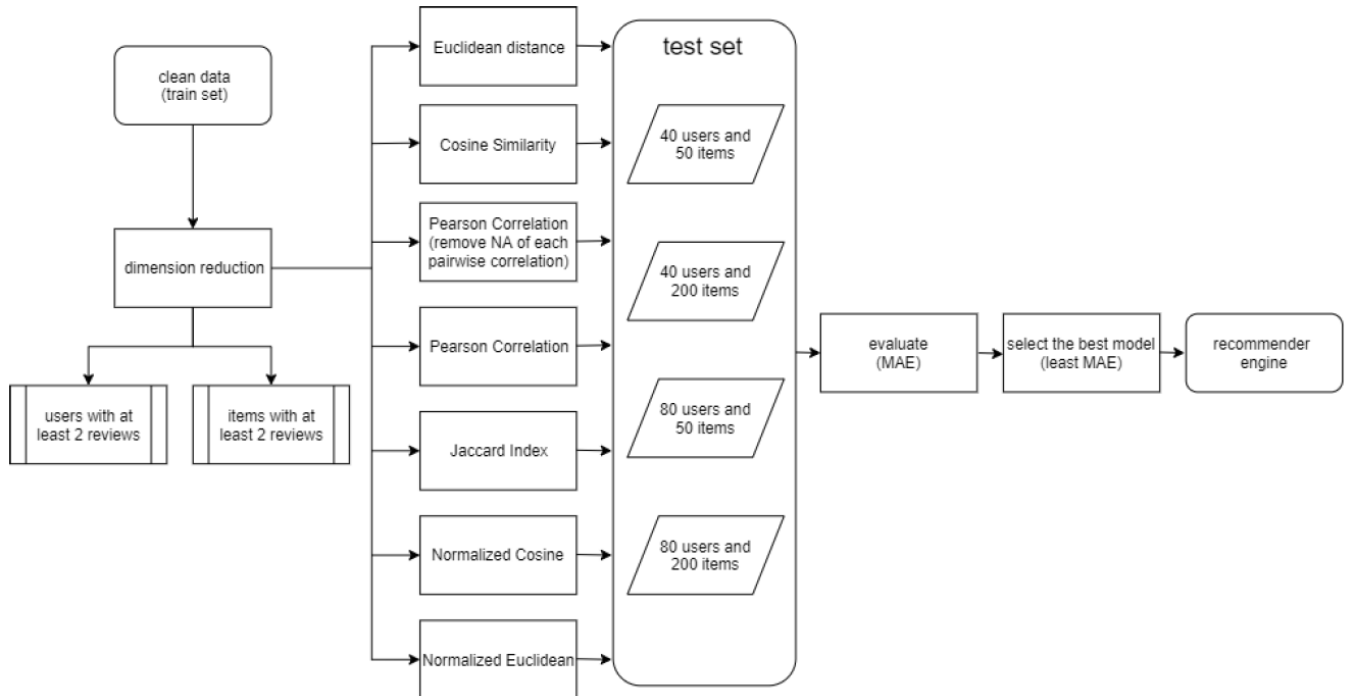 clean data
(train set)
dimension reduction
users with at
least 2 reviews
items with at
least 2 reviews
Euclidean distance
Cosine Similarity
Pearson Correlation
(remove NA of each
pairwise correlation)
Pearson Correlation
Jaccard Index
Normalized Cosine
Normalized Euclidean
test set
40 users and
50 items
40 users and
200 items
80 users and
50 items
80 users and
200 items
evaluate
(MAE)
select the best model
(least MAE)
recommender
engine